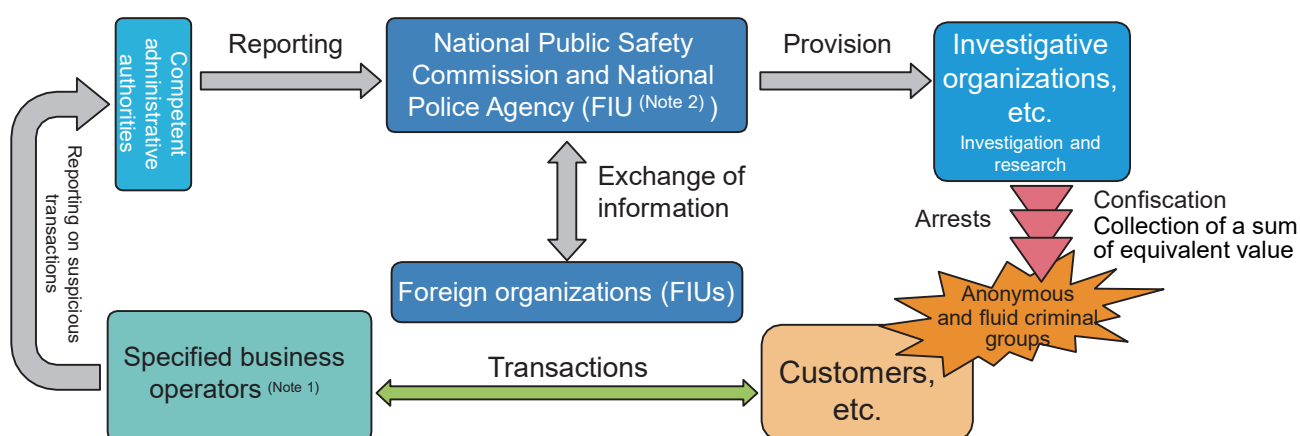 Competent
administrative
authorities
Reporting
National Public Safety
Commission and National
Police Agency (FIU (Note 2) )
Provision
Investigative
organizations,
etc.
Investigation and
research
Reporting on suspicious
transactions
Exchange of
information
Arrests
Confiscation
Collection of a sum
of equivalent value
Foreign organizations (FIUs)
Anonymous
and fluid criminal
groups
Specified business
operators (Note 1)
Transactions
Customers,
etc.